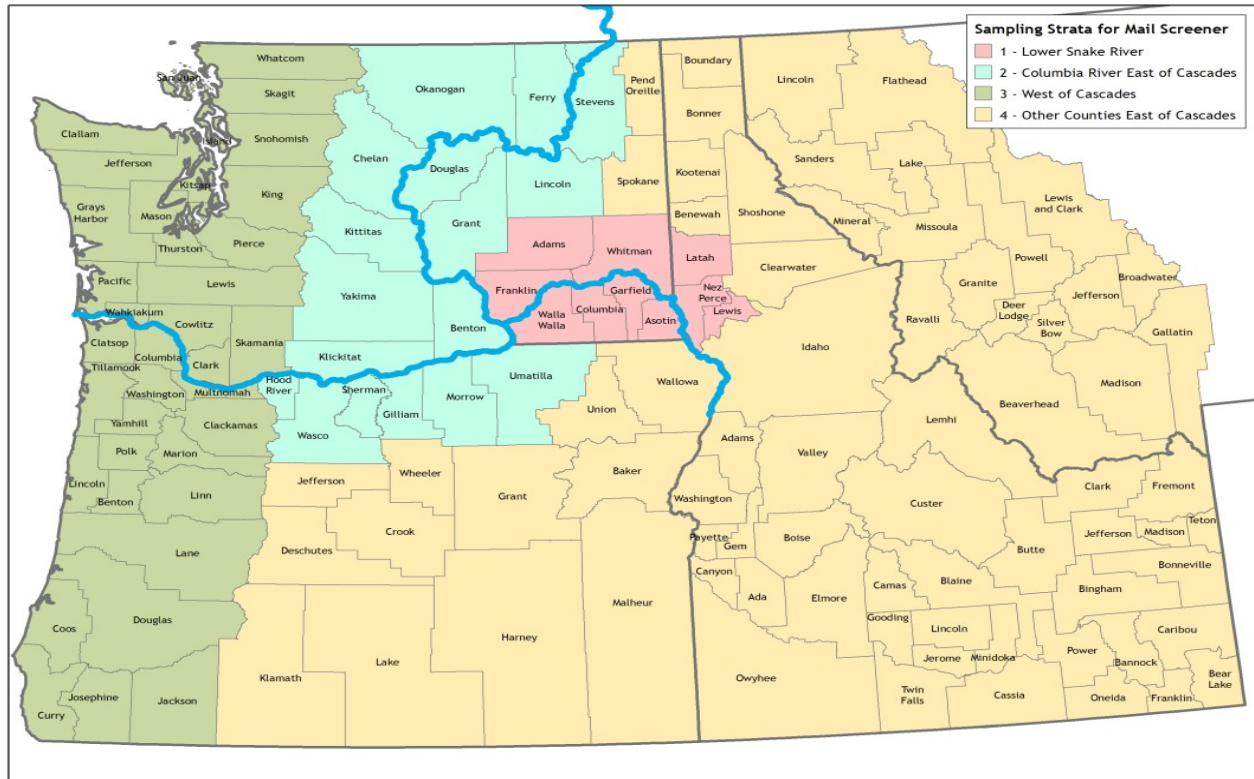 Sampling Strata for Mail Screener
1 - Lower Snake River
2 - Columbia River East of Cascades
3 - West of Cascades
4 - Other Counties East of Cascades
Whatcom
San Juan
Skagit
Island
Snohomish
Clallam
Jefferson
Kitsap
King
Grays
Harbor
Mason
Thurston
Pierce
Pacific
Lewis
Wahkiakum
Cowlitz
Skamania
Clark
Okanogan
Ferry
Stevens
Pend
Oreille
Chelan
Douglas
Lincoln
Spokane
Kittitas
Grant
Adams
Whitman
Yakima
Franklin
Garfield
Benton
Walla
Walla
Columbia
Asotin
Klickitat
Clatsop
Columbia
Tillamook
Washington
Multnomah
Hood
River
Sherman
Gilliam
Morrow
Umatilla
Wallowa
Union
Yamhill
Clackamas
Wasco
Polk
Marion
Lincoln
Benton
Linn
Jefferson
Wheeler
Grant
Baker
Crook
Deschutes
Lane
Douglas
Coos
Curry
Josephine
Jackson
Klamath
Lake
Harney
Malheur
Boundary
Bonner
Kootenai
Benewah
Shoshone
Latah
Clearwater
Nez
Perce
Lewis
Idaho
Lincoln
Flathead
Sanders
Lake
Mineral
Missoula
Lewis
and Clark
Powell
Granite
Deer
Lodge
Silver
Bow
Jefferson
Broadwater
Ravalli
Gallatin
Madison
Beaverhead
Lemhi
Adams
Valley
Washington
Custer
Payette
Gem
Boise
Canyon
Ada
Elmore
Camas
Blaine
Butte
Clark
Fremont
Jefferson
Madison
Teton
Bonneville
Bingham
Gooding
Lincoln
Jerome
Minidoka
Power
Bannock
Caribou
Bear
Lake
Franklin
Oneida
Cassia
Twin
Falls
Owyhee